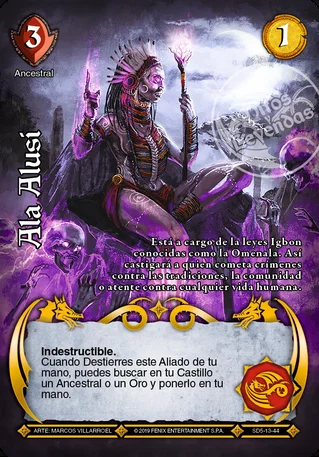 3
1
Ancestral
Mitos
Leyendas
Ala Alusí
Está a cargo de la leyes Igbon
conocidas como la Omenala. Así
castigará a quien cometa crímenes
contra las tradiciones, la comunidad
o atente contra cualquier vida humana.
Indestructible.
Cuando Destierres este Aliado de tu
mano, puedes buscar en tu Castillo
un Ancestral o un Oro y ponerlo en tu
mano.
ARTE: MARCOS VILLARROEL
©2019 FENIX ENTERTAINMENT S.P.A.
SD5-13-44